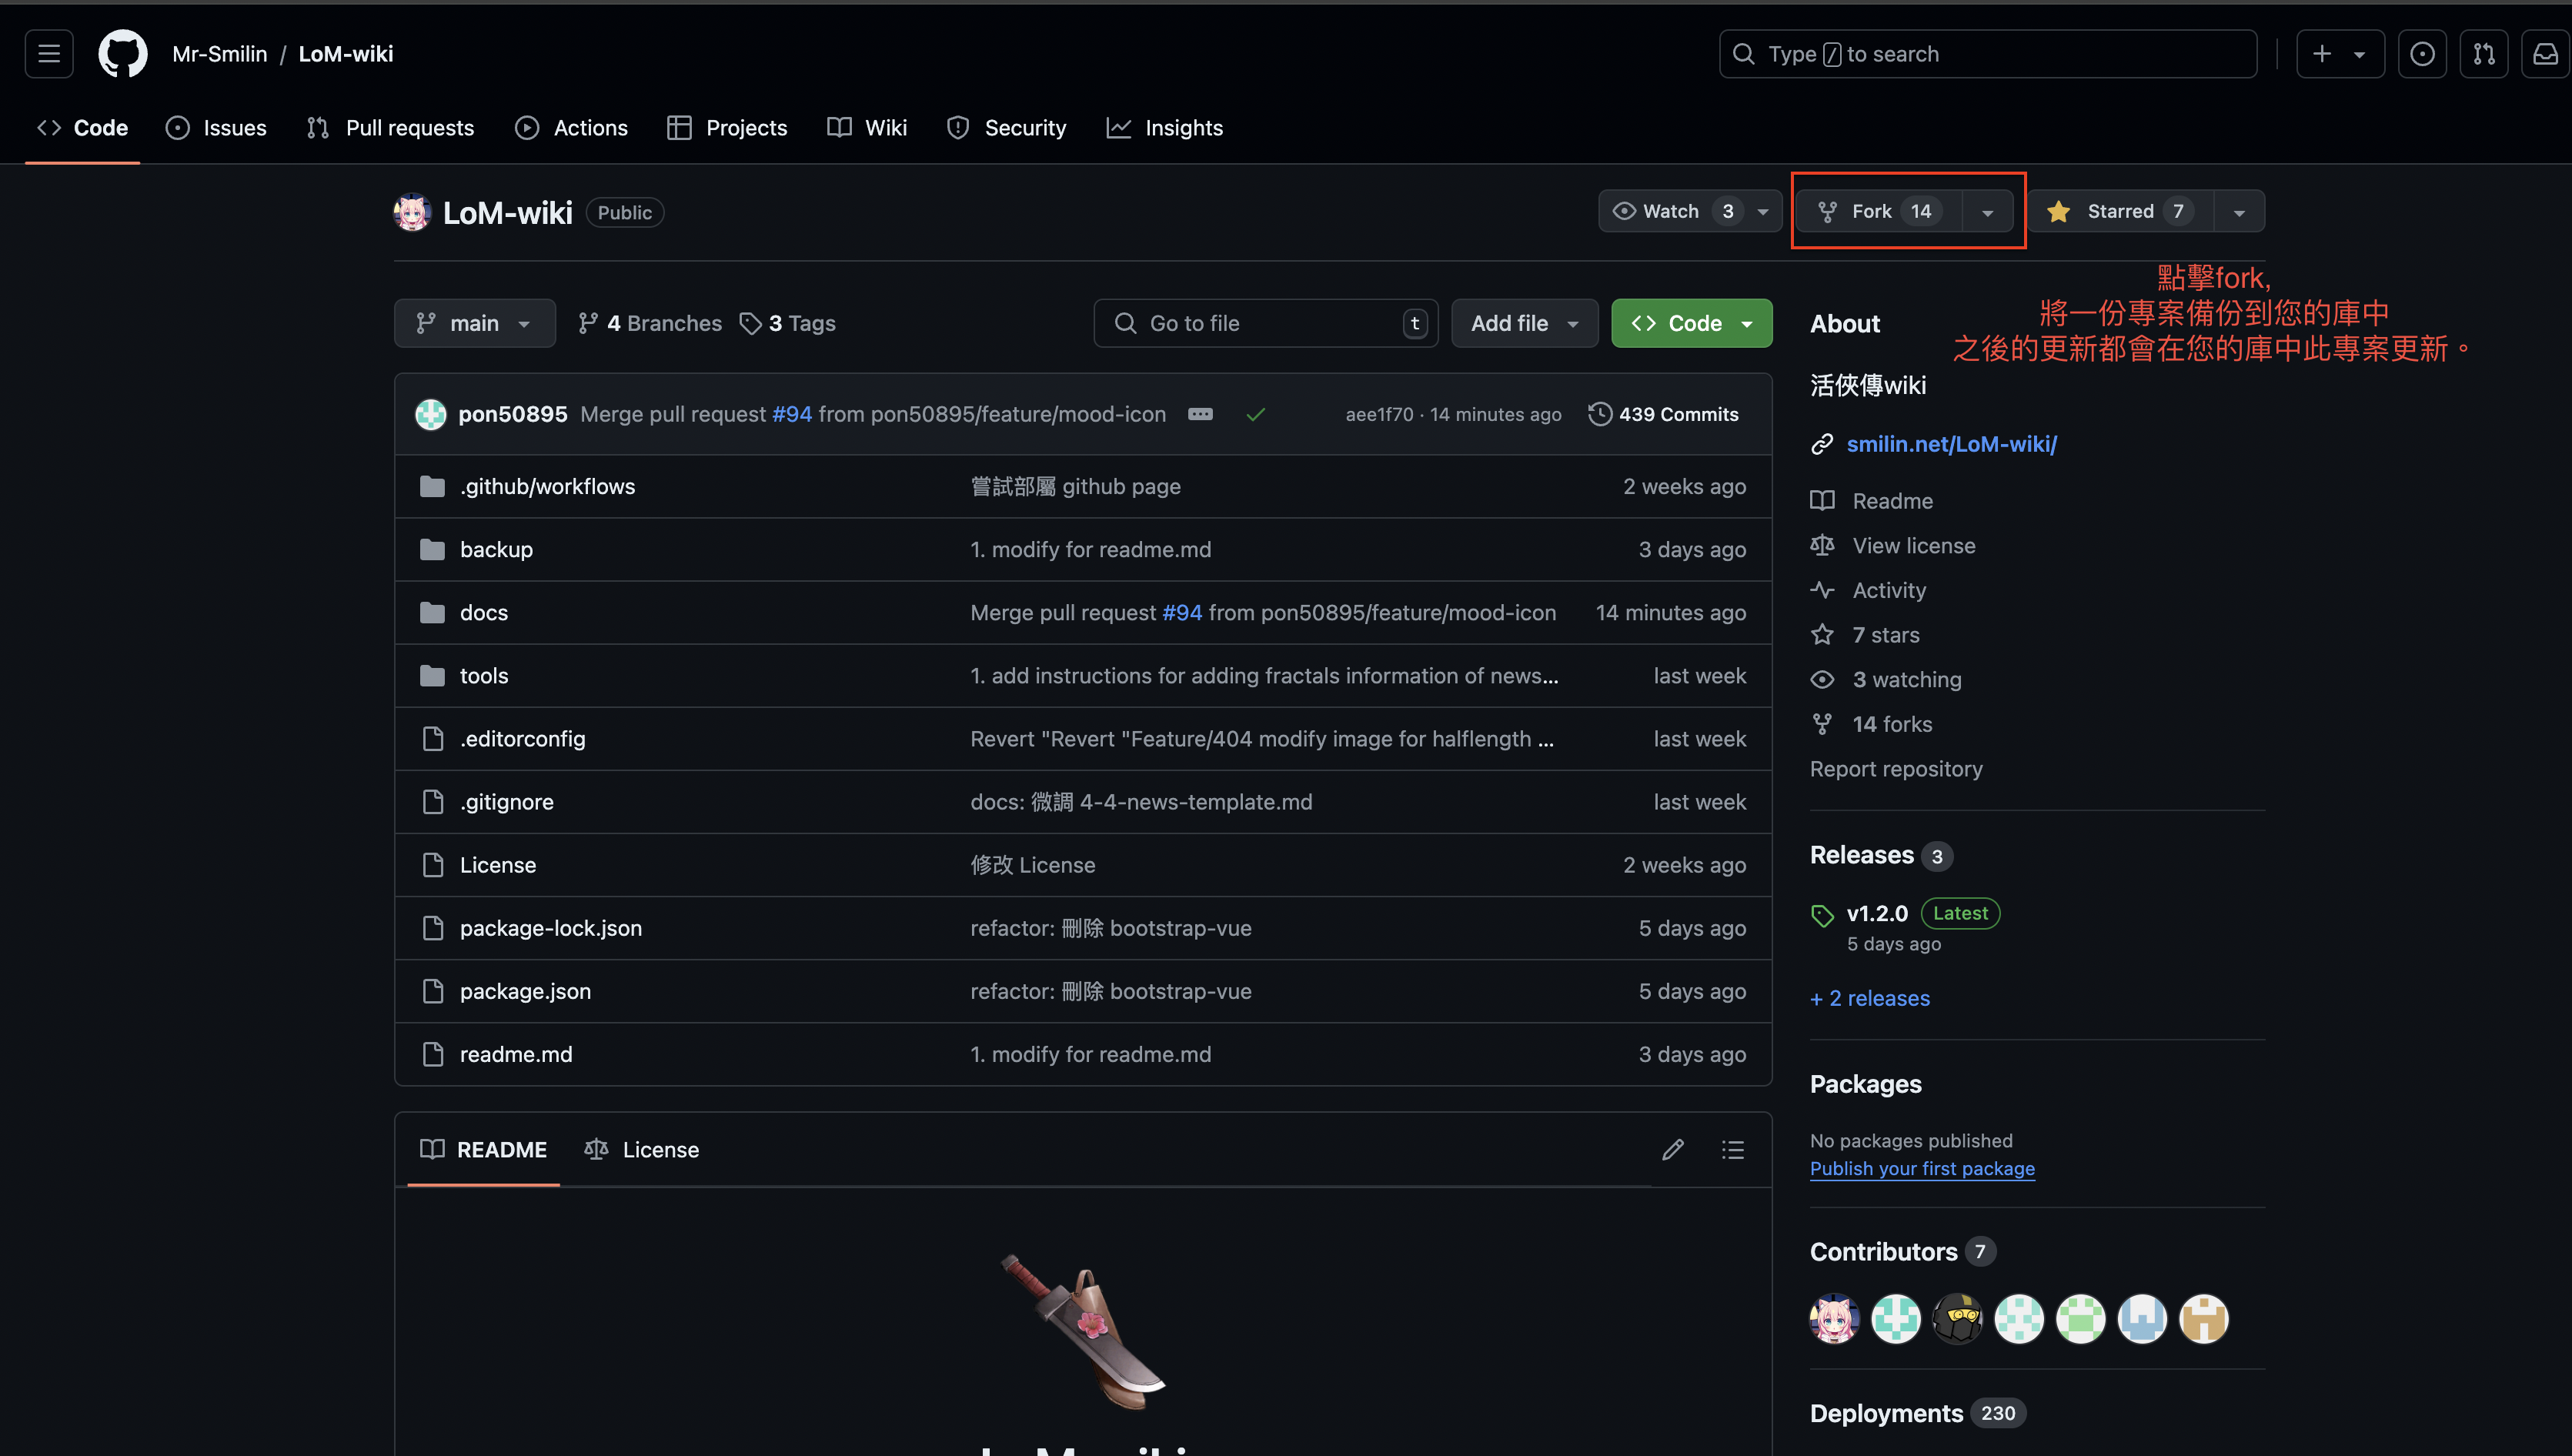 Mr-Smilin / LoM-wiki
Type / to search
Code Issues Pull requests Actions Projects Wiki Security Insights
LoM-wiki Public
Watch 3 Fork 14 Starred 7
點擊fork,
將一份專案備份到您的庫中
之後的更新都會在您的庫中此專案更新。
main 4 Branches 3 Tags Go to file t Add file Code
pon50895 Merge pull request #94 from pon50895/feature/mood-icon aee1f70 · 14 minutes ago 439 Commits
.github/workflows 嘗試部屬 github page 2 weeks ago
backup 1. modify for readme.md 3 days ago
docs Merge pull request #94 from pon50895/feature/mood-icon 14 minutes ago
tools 1. add instructions for adding fractals information of news... last week
.editorconfig Revert "Revert "Feature/404 modify image for halflength ... last week
.gitignore docs: 微調 4-4-news-template.md last week
License 修改 License 2 weeks ago
package-lock.json refactor: 刪除 bootstrap-vue 5 days ago
package.json refactor: 刪除 bootstrap-vue 5 days ago
readme.md 1. modify for readme.md 3 days ago
README License
About
活俠傳wiki
smilin.net/LoM-wiki/
Readme
View license
Activity
7 stars
3 watching
14 forks
Report repository
Releases 3
v1.2.0 Latest
5 days ago
+ 2 releases
Packages
No packages published
Publish your first package
Contributors 7
Deployments 230